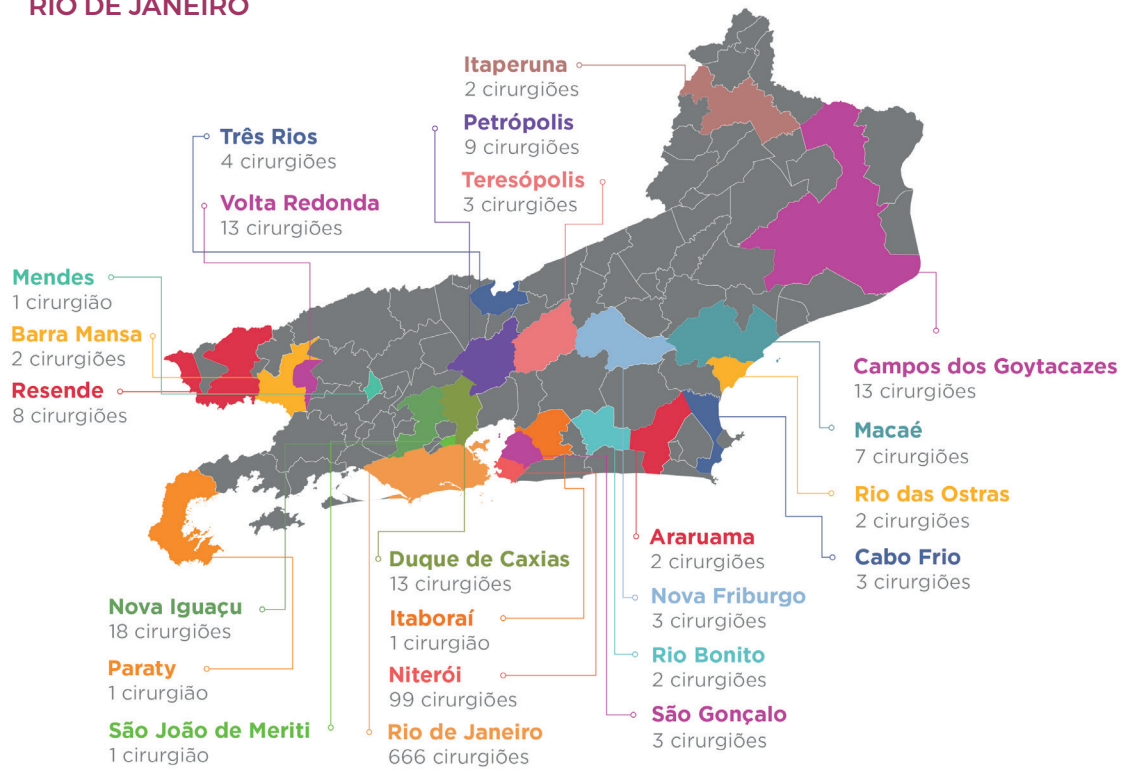 RIO DE JANEIRO
Itaperuna
2 cirurgiões
Petrópolis
9 cirurgiões
Teresópolis
3 cirurgiões
Três Rios
4 cirurgiões
Volta Redonda
13 cirurgiões
Mendes
1 cirurgião
Barra Mansa
2 cirurgiões
Resende
8 cirurgiões
Campos dos Goytacazes
13 cirurgiões
Macaé
7 cirurgiões
Rio das Ostras
2 cirurgiões
Cabo Frio
3 cirurgiões
Araruama
2 cirurgiões
Nova Friburgo
3 cirurgiões
Rio Bonito
2 cirurgiões
São Gonçalo
3 cirurgiões
Duque de Caxias
13 cirurgiões
Itaboraí
1 cirurgião
Niterói
99 cirurgiões
Rio de Janeiro
666 cirurgiões
Nova Iguaçu
18 cirurgiões
Paraty
1 cirurgião
São João de Meriti
1 cirurgião